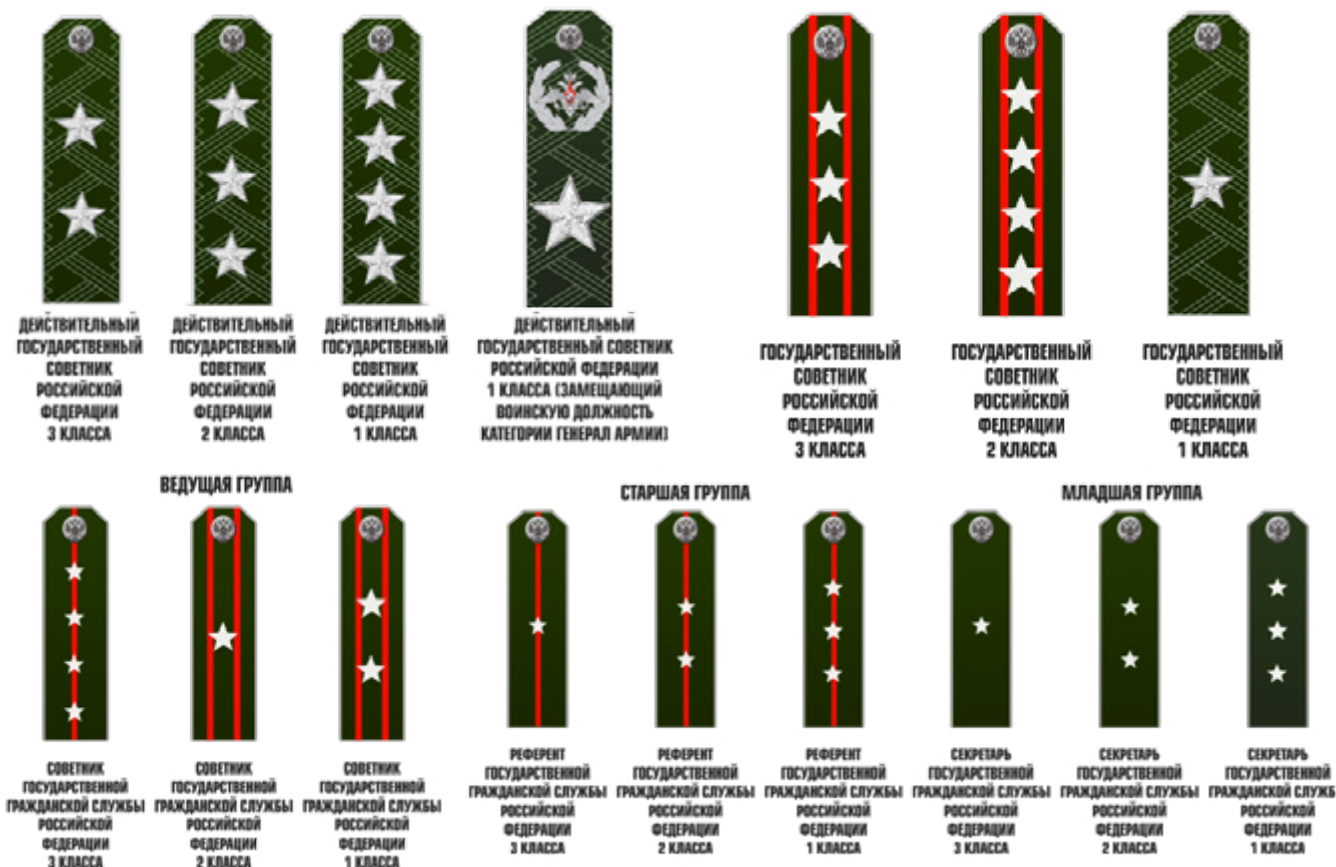 ДЕЙСТВИТЕЛЬНЫЙ
ГОСУДАРСТВЕННЫЙ
СОВЕТНИК
РОССИЙСКОЙ
ФЕДЕРАЦИИ
3 КЛАССА
ДЕЙСТВИТЕЛЬНЫЙ
ГОСУДАРСТВЕННЫЙ
СОВЕТНИК
РОССИЙСКОЙ
ФЕДЕРАЦИИ
2 КЛАССА
ДЕЙСТВИТЕЛЬНЫЙ
ГОСУДАРСТВЕННЫЙ
СОВЕТНИК
РОССИЙСКОЙ
ФЕДЕРАЦИИ
1 КЛАССА
ДЕЙСТВИТЕЛЬНЫЙ
ГОСУДАРСТВЕННЫЙ СОВЕТНИК
РОССИЙСКОЙ ФЕДЕРАЦИИ
1 КЛАССА (ЗАМЕЩАЮЩИЙ
ВОИНСКУЮ ДОЛЖНОСТЬ
КАТЕГОРИИ ГЕНЕРАЛ АРМИИ)
ГОСУДАРСТВЕННЫЙ
СОВЕТНИК
РОССИЙСКОЙ
ФЕДЕРАЦИИ
3 КЛАССА
ГОСУДАРСТВЕННЫЙ
СОВЕТНИК
РОССИЙСКОЙ
ФЕДЕРАЦИИ
2 КЛАССА
ГОСУДАРСТВЕННЫЙ
СОВЕТНИК
РОССИЙСКОЙ
ФЕДЕРАЦИИ
1 КЛАССА
ВЕДУЩАЯ ГРУППА
СОВЕТНИК
ГОСУДАРСТВЕННОЙ
ГРАЖДАНСКОЙ СЛУЖБЫ
РОССИЙСКОЙ
ФЕДЕРАЦИИ
3 КЛАССА
СОВЕТНИК
ГОСУДАРСТВЕННОЙ
ГРАЖДАНСКОЙ СЛУЖБЫ
РОССИЙСКОЙ
ФЕДЕРАЦИИ
2 КЛАССА
СОВЕТНИК
ГОСУДАРСТВЕННОЙ
ГРАЖДАНСКОЙ СЛУЖБЫ
РОССИЙСКОЙ
ФЕДЕРАЦИИ
1 КЛАССА
СТАРШАЯ ГРУППА
РЕФЕРЕНТ
ГОСУДАРСТВЕННОЙ
ГРАЖДАНСКОЙ СЛУЖБЫ
РОССИЙСКОЙ
ФЕДЕРАЦИИ
3 КЛАССА
РЕФЕРЕНТ
ГОСУДАРСТВЕННОЙ
ГРАЖДАНСКОЙ СЛУЖБЫ
РОССИЙСКОЙ
ФЕДЕРАЦИИ
2 КЛАССА
РЕФЕРЕНТ
ГОСУДАРСТВЕННОЙ
ГРАЖДАНСКОЙ СЛУЖБЫ
РОССИЙСКОЙ
ФЕДЕРАЦИИ
1 КЛАССА
МЛАДШАЯ ГРУППА
СЕКРЕТАРЬ
ГОСУДАРСТВЕННОЙ
ГРАЖДАНСКОЙ СЛУЖБЫ
РОССИЙСКОЙ
ФЕДЕРАЦИИ
3 КЛАССА
СЕКРЕТАРЬ
ГОСУДАРСТВЕННОЙ
ГРАЖДАНСКОЙ СЛУЖБЫ
РОССИЙСКОЙ
ФЕДЕРАЦИИ
2 КЛАССА
СЕКРЕТАРЬ
ГОСУДАРСТВЕННОЙ
ГРАЖДАНСКОЙ СЛУЖБ
РОССИЙСКОЙ
ФЕДЕРАЦИИ
1 КЛАССА